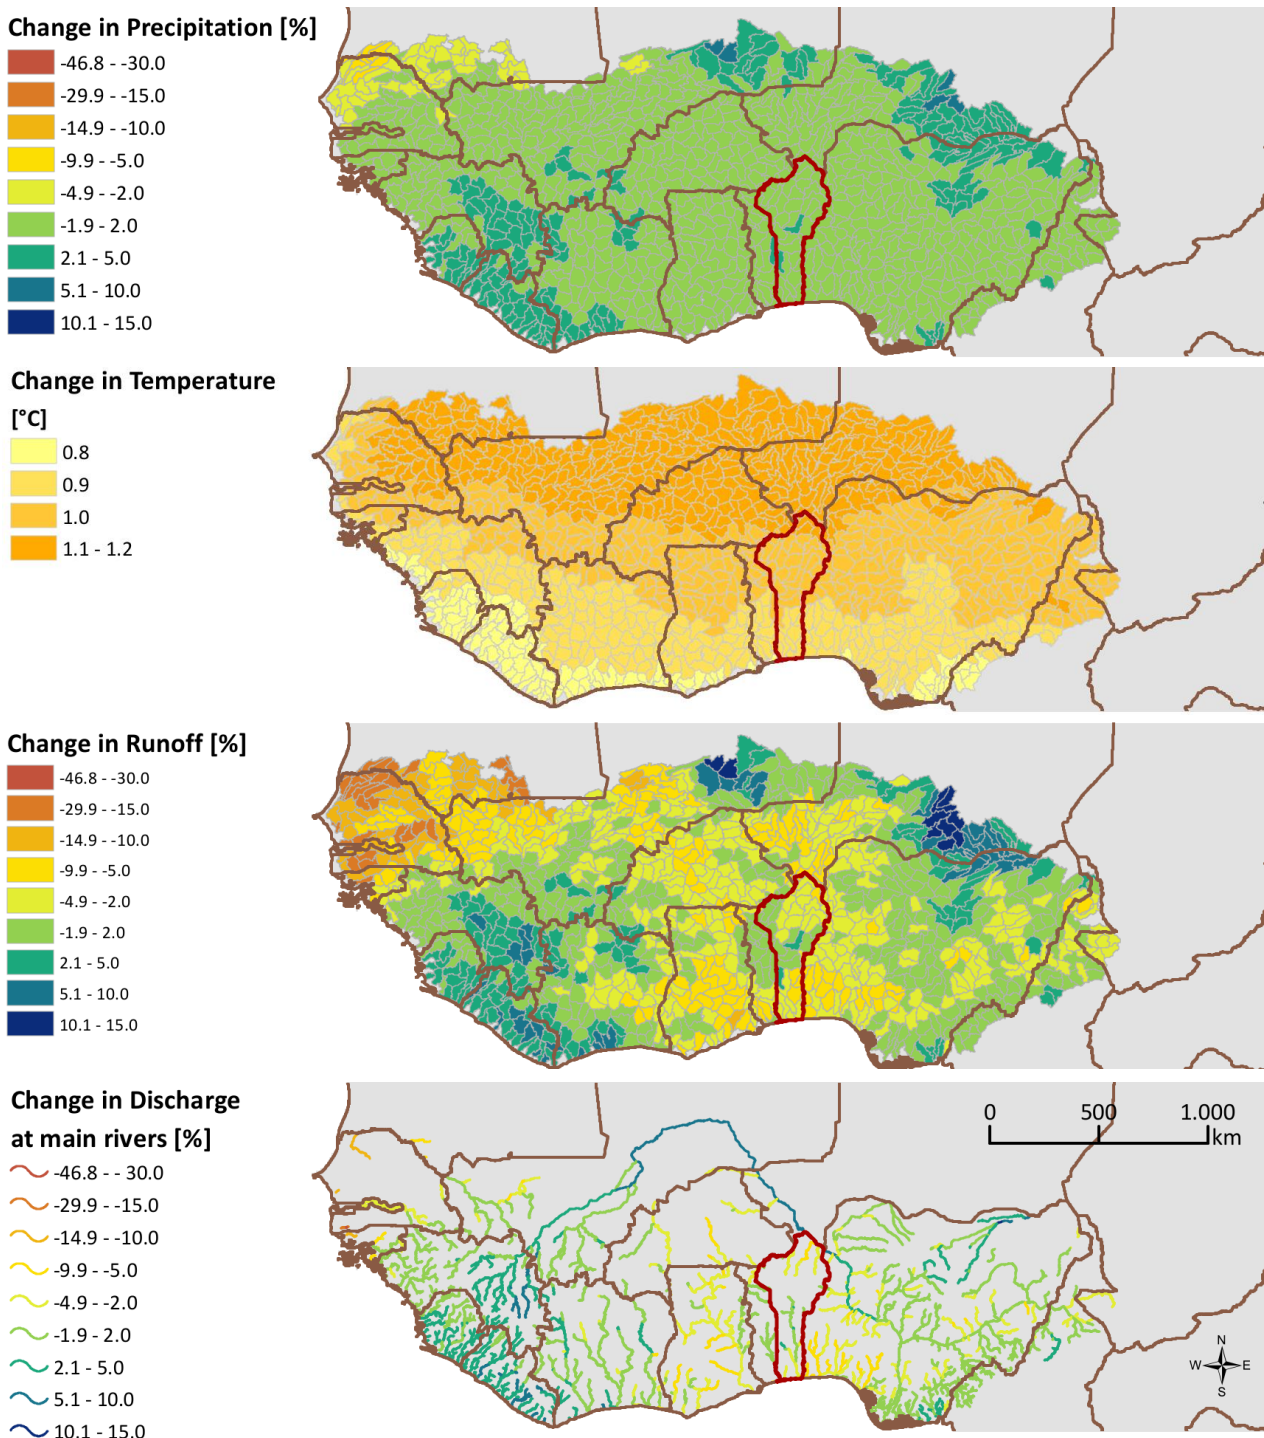 Change in Precipitation [%]
-46.8 - -30.0
-29.9 - -15.0
-14.9 - -10.0
-9.9 - -5.0
-4.9 - -2.0
-1.9 - 2.0
2.1 - 5.0
5.1 - 10.0
10.1 - 15.0
Change in Temperature
[°C]
0.8
0.9
1.0
1.1 - 1.2
Change in Runoff [%]
-46.8 - -30.0
-29.9 - -15.0
-14.9 - -10.0
-9.9 - -5.0
-4.9 - -2.0
-1.9 - 2.0
2.1 - 5.0
5.1 - 10.0
10.1 - 15.0
Change in Discharge
at main rivers [%]
-46.8 - - 30.0
-29.9 - -15.0
-14.9 - -10.0
-9.9 - -5.0
-4.9 - -2.0
-1.9 - 2.0
2.1 - 5.0
5.1 - 10.0
10.1 - 15.0
0 500 1.000
km
N
W E
S